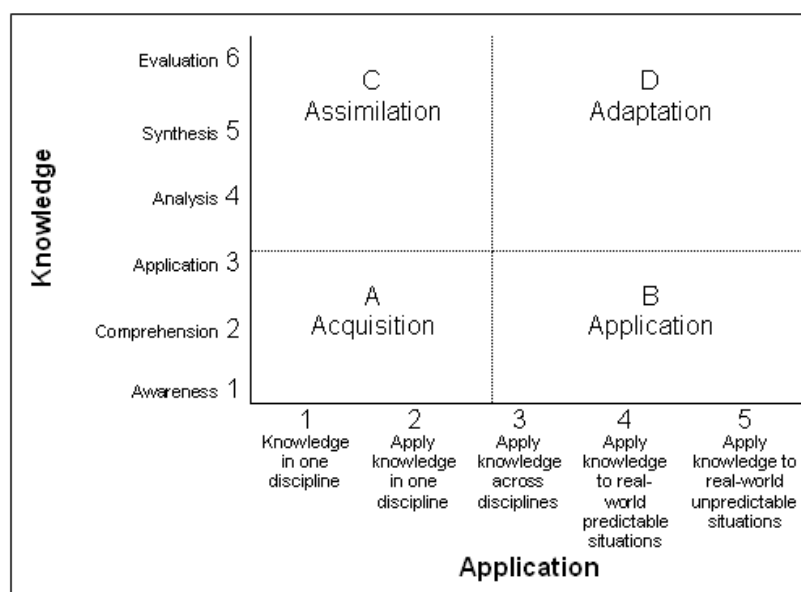 Knowledge
Evaluation 6
Synthesis 5
Analysis 4
Application 3
Comprehension 2
Awareness 1
C
Assimilation
D
Adaptation
A
Acquisition
B
Application
1
Knowledge
in one
discipline
2
Apply
knowledge
in one
discipline
3
Apply
knowledge
across
disciplines
4
Apply
knowledge
to real-
world
predictable
situations
5
Apply
knowledge to
real-world
unpredictable
situations
Application